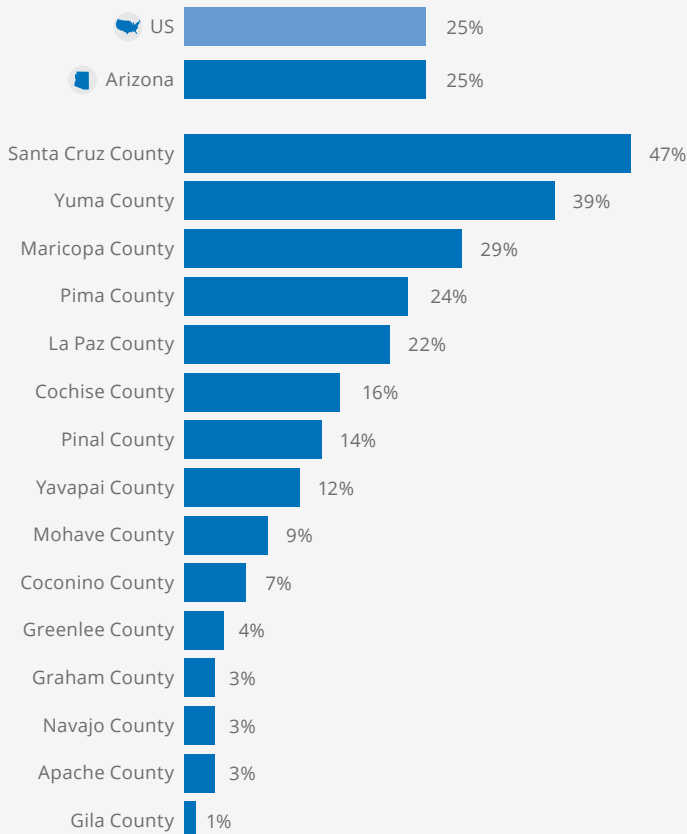 US 25%
Arizona 25%
Santa Cruz County 47%
Yuma County 39%
Maricopa County 29%
Pima County 24%
La Paz County 22%
Cochise County 16%
Pinal County 14%
Yavapai County 12%
Mohave County 9%
Coconino County 7%
Greenlee County 4%
Graham County 3%
Navajo County 3%
Apache County 3%
Gila County 1%